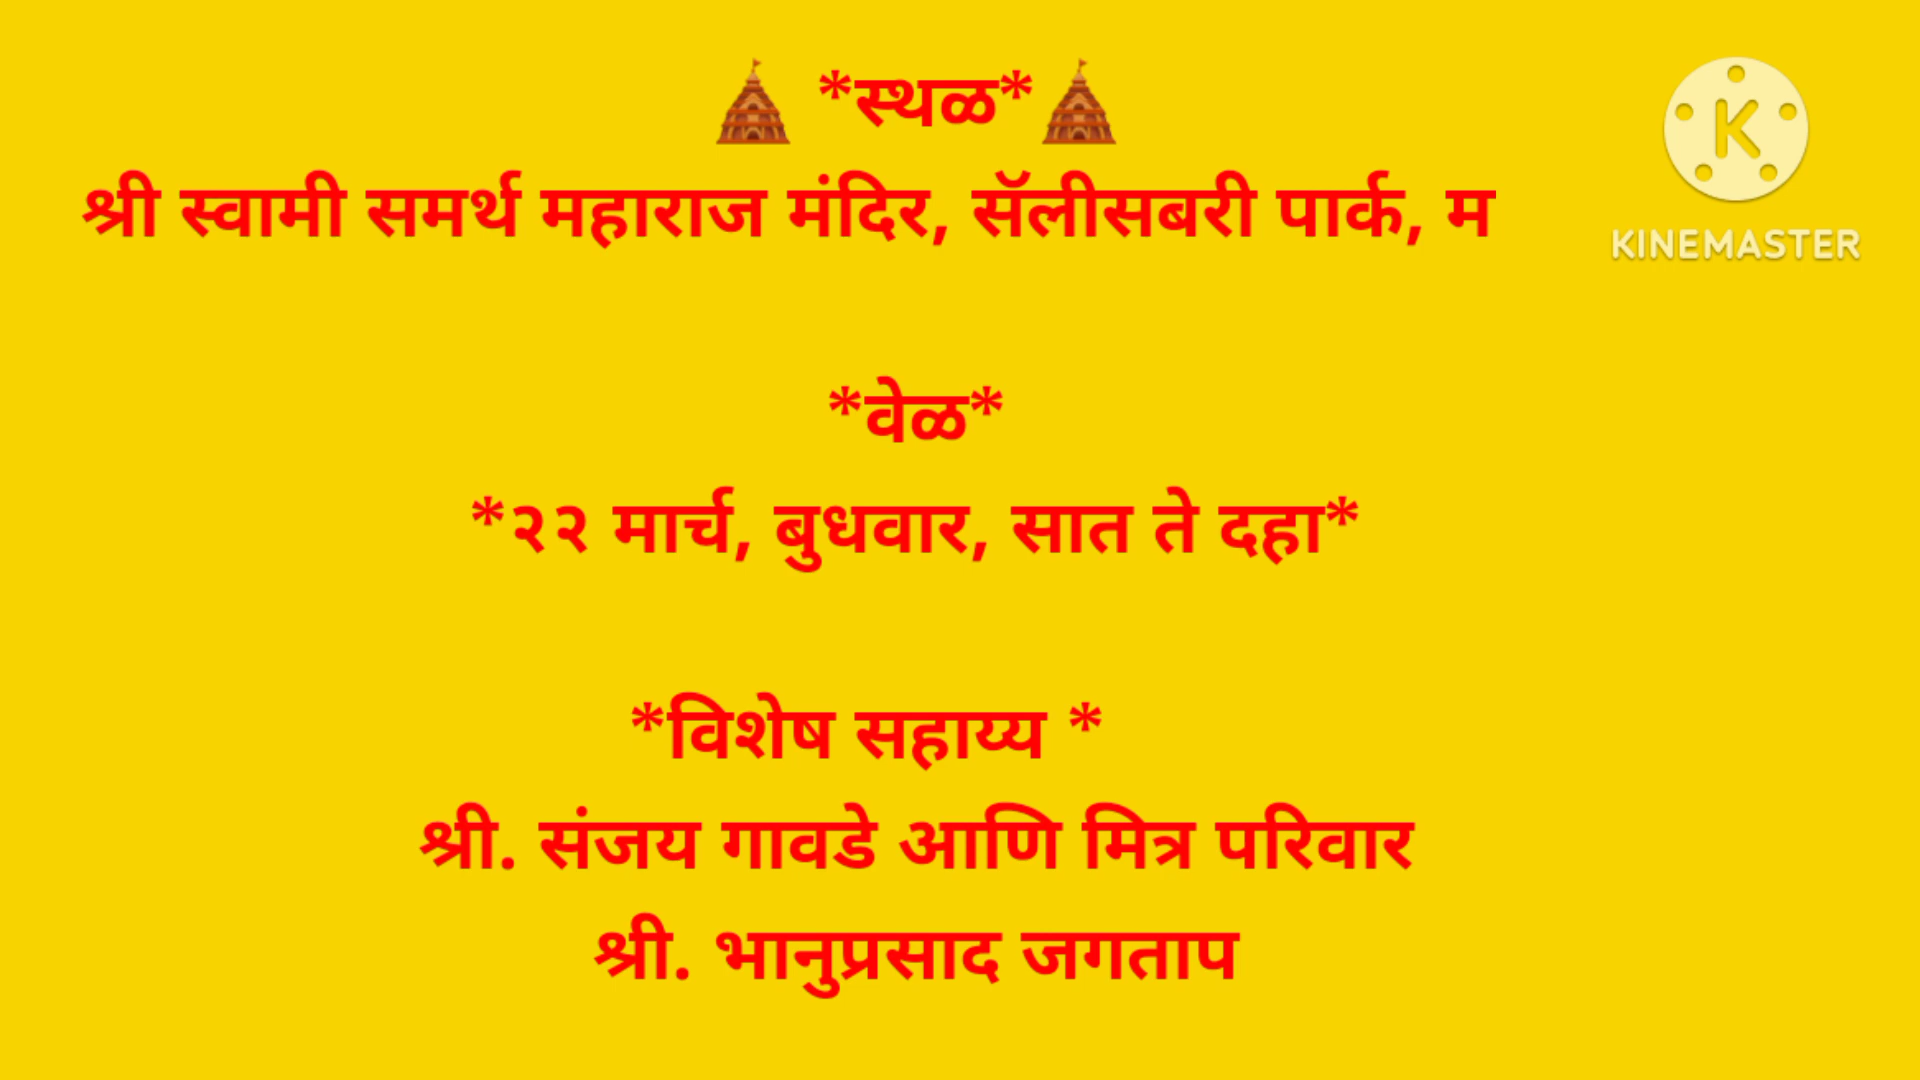 🛕 *स्थळ*🛕
श्री स्वामी समर्थ महाराज मंदिर, सॅलीसबरी पार्क, म
*वेळ*
*२२ मार्च, बुधवार, सात ते दहा*
*विशेष सहाय्य *
श्री. संजय गावडे आणि मित्र परिवार
श्री. भानुप्रसाद जगताप
K
KINEMASTER